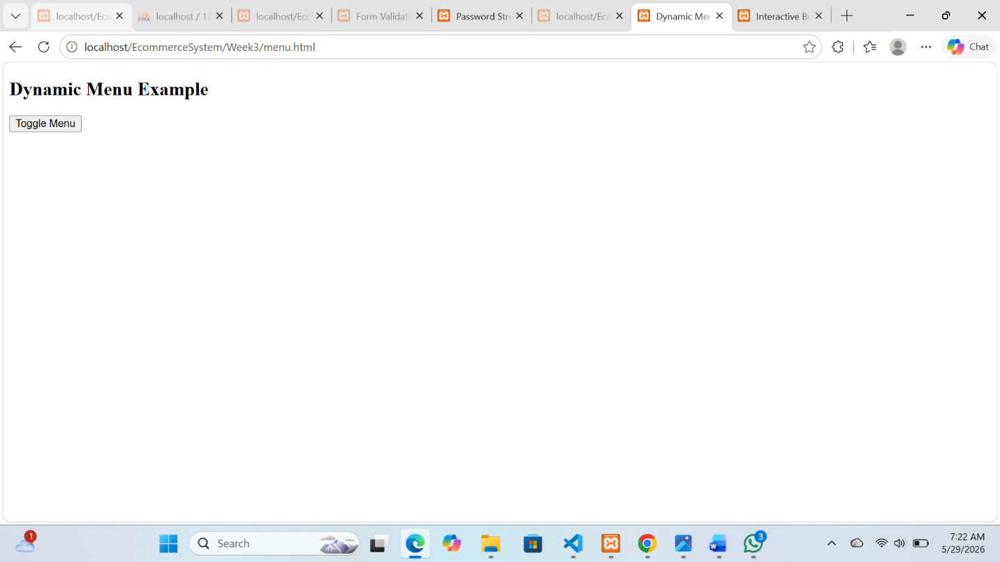 localhost/Eco
localhost / 12
localhost/Eco
Form Validati
Password Stre
localhost/Eco
Dynamic Men
Interactive Bu
localhost/EcommerceSystem/Week3/menu.html
Chat
Dynamic Menu Example
Toggle Menu
1
Search
3
7:22 AM
5/29/2026